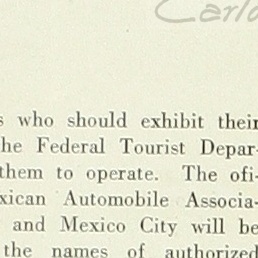 Carlo
s who should exhibit their
he Federal Tourist Depar-
them to operate. The ofi-
xican Automobile Associa-
and Mexico City will be
the names of authorized